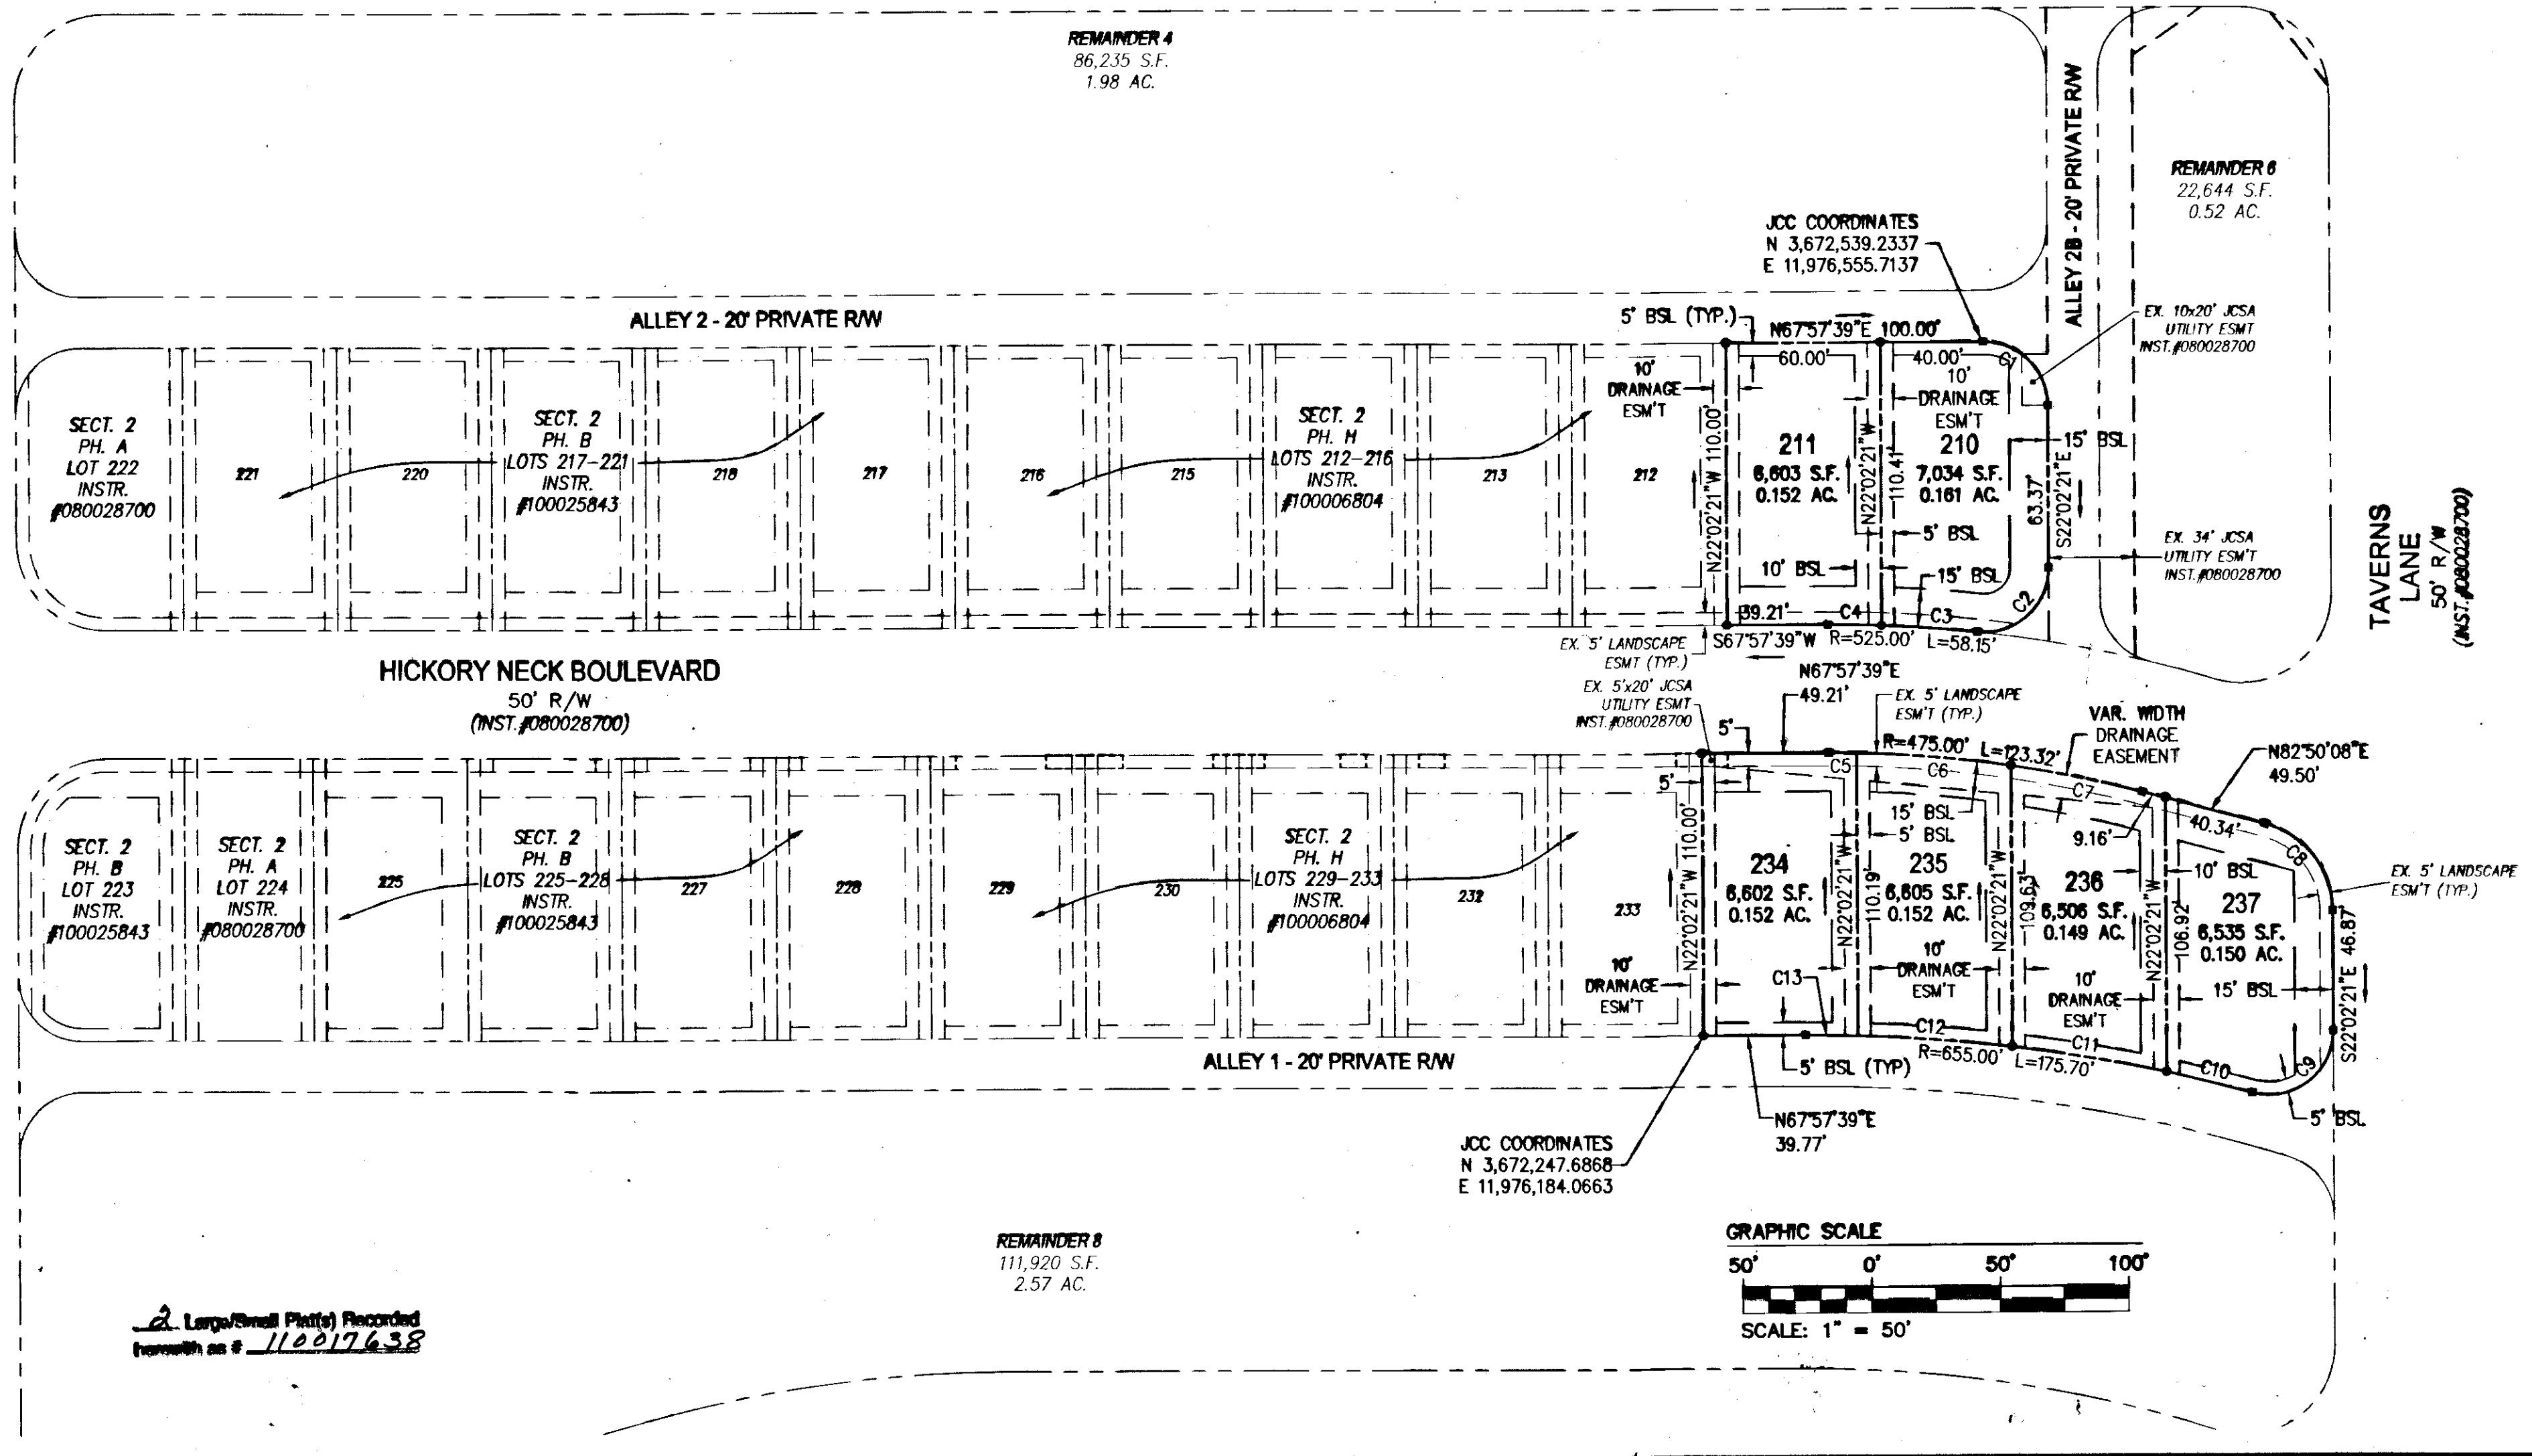 REMAINDER 4
86,235 S.F.
1.98 AC.
ALLEY 2B - 20' PRIVATE R/W
REMAINDER 6
22,644 S.F.
0.52 AC.
JCC COORDINATES
N 3,672,539.2337
E 11,976,555.7137
EX. 10x20' JCSA
UTILITY ESMT
INST.#080028700
ALLEY 2 - 20' PRIVATE R/W
5' BSL (TYP.)
N67°57'39"E 100.00'
60.00'
40.00'
C1
10'
DRAINAGE
ESM'T
10'
DRAINAGE
ESM'T
SECT. 2
PH. A
LOT 222
INSTR.
#080028700
221
220
SECT. 2
PH. B
LOTS 217-221
INSTR.
#100025843
218
217
216
215
SECT. 2
PH. H
LOTS 212-216
INSTR.
#100006804
213
212
N22°02'21"W 110.00'
211
6,603 S.F.
0.152 AC.
N22°02'21"W
110.41'
210
7,034 S.F.
0.161 AC.
15' BSL
63.37'
S22°02'21"E
5' BSL
10' BSL
15' BSL
EX. 34' JCSA
UTILITY ESM'T
INST.#080028700
TAVERNS
LANE
50' R/W
(INST.#080028700)
39.21'
C4
C3
C2
S67°57'39"W
R=525.00'
L=58.15'
EX. 5' LANDSCAPE
ESMT (TYP.)
HICKORY NECK BOULEVARD
50' R/W
(INST.#080028700)
N67°57'39"E
49.21'
EX. 5'x20' JCSA
UTILITY ESMT
INST.#080028700
EX. 5' LANDSCAPE
ESM'T (TYP.)
VAR. WIDTH
DRAINAGE
EASEMENT
N82°50'08"E
49.50'
5'
R=475.00'
L=123.32'
C5
C6
C7
5'
15' BSL
5' BSL
9.16'
40.34'
C8
10' BSL
EX. 5' LANDSCAPE
ESM'T (TYP.)
SECT. 2
PH. B
LOT 223
INSTR.
#100025843
SECT. 2
PH. A
LOT 224
INSTR.
#080028700
225
SECT. 2
PH. B
LOTS 225-228
INSTR.
#100025843
227
228
229
230
SECT. 2
PH. H
LOTS 229-233
INSTR.
#100006804
232
233
10'
DRAINAGE
ESM'T
N22°02'21"W 110.00'
234
6,602 S.F.
0.152 AC.
N22°02'21"W
110.19'
235
6,605 S.F.
0.152 AC.
10'
DRAINAGE
ESM'T
N22°02'21"W
109.63'
236
6,506 S.F.
0.149 AC.
10'
DRAINAGE
ESM'T
N22°02'21"W
106.92'
237
6,535 S.F.
0.150 AC.
15' BSL
S22°02'21"E 46.87'
C13
C12
C11
C10
C9
R=655.00'
L=175.70'
5' BSL (TYP)
5' BSL
ALLEY 1 - 20' PRIVATE R/W
N67°57'39"E
39.77'
JCC COORDINATES
N 3,672,247.6868
E 11,976,184.0663
REMAINDER 8
111,920 S.F.
2.57 AC.
GRAPHIC SCALE
50' 0' 50' 100'
SCALE: 1" = 50'
2 Large/Small Plat(s) Recorded
herewith as # 110017638